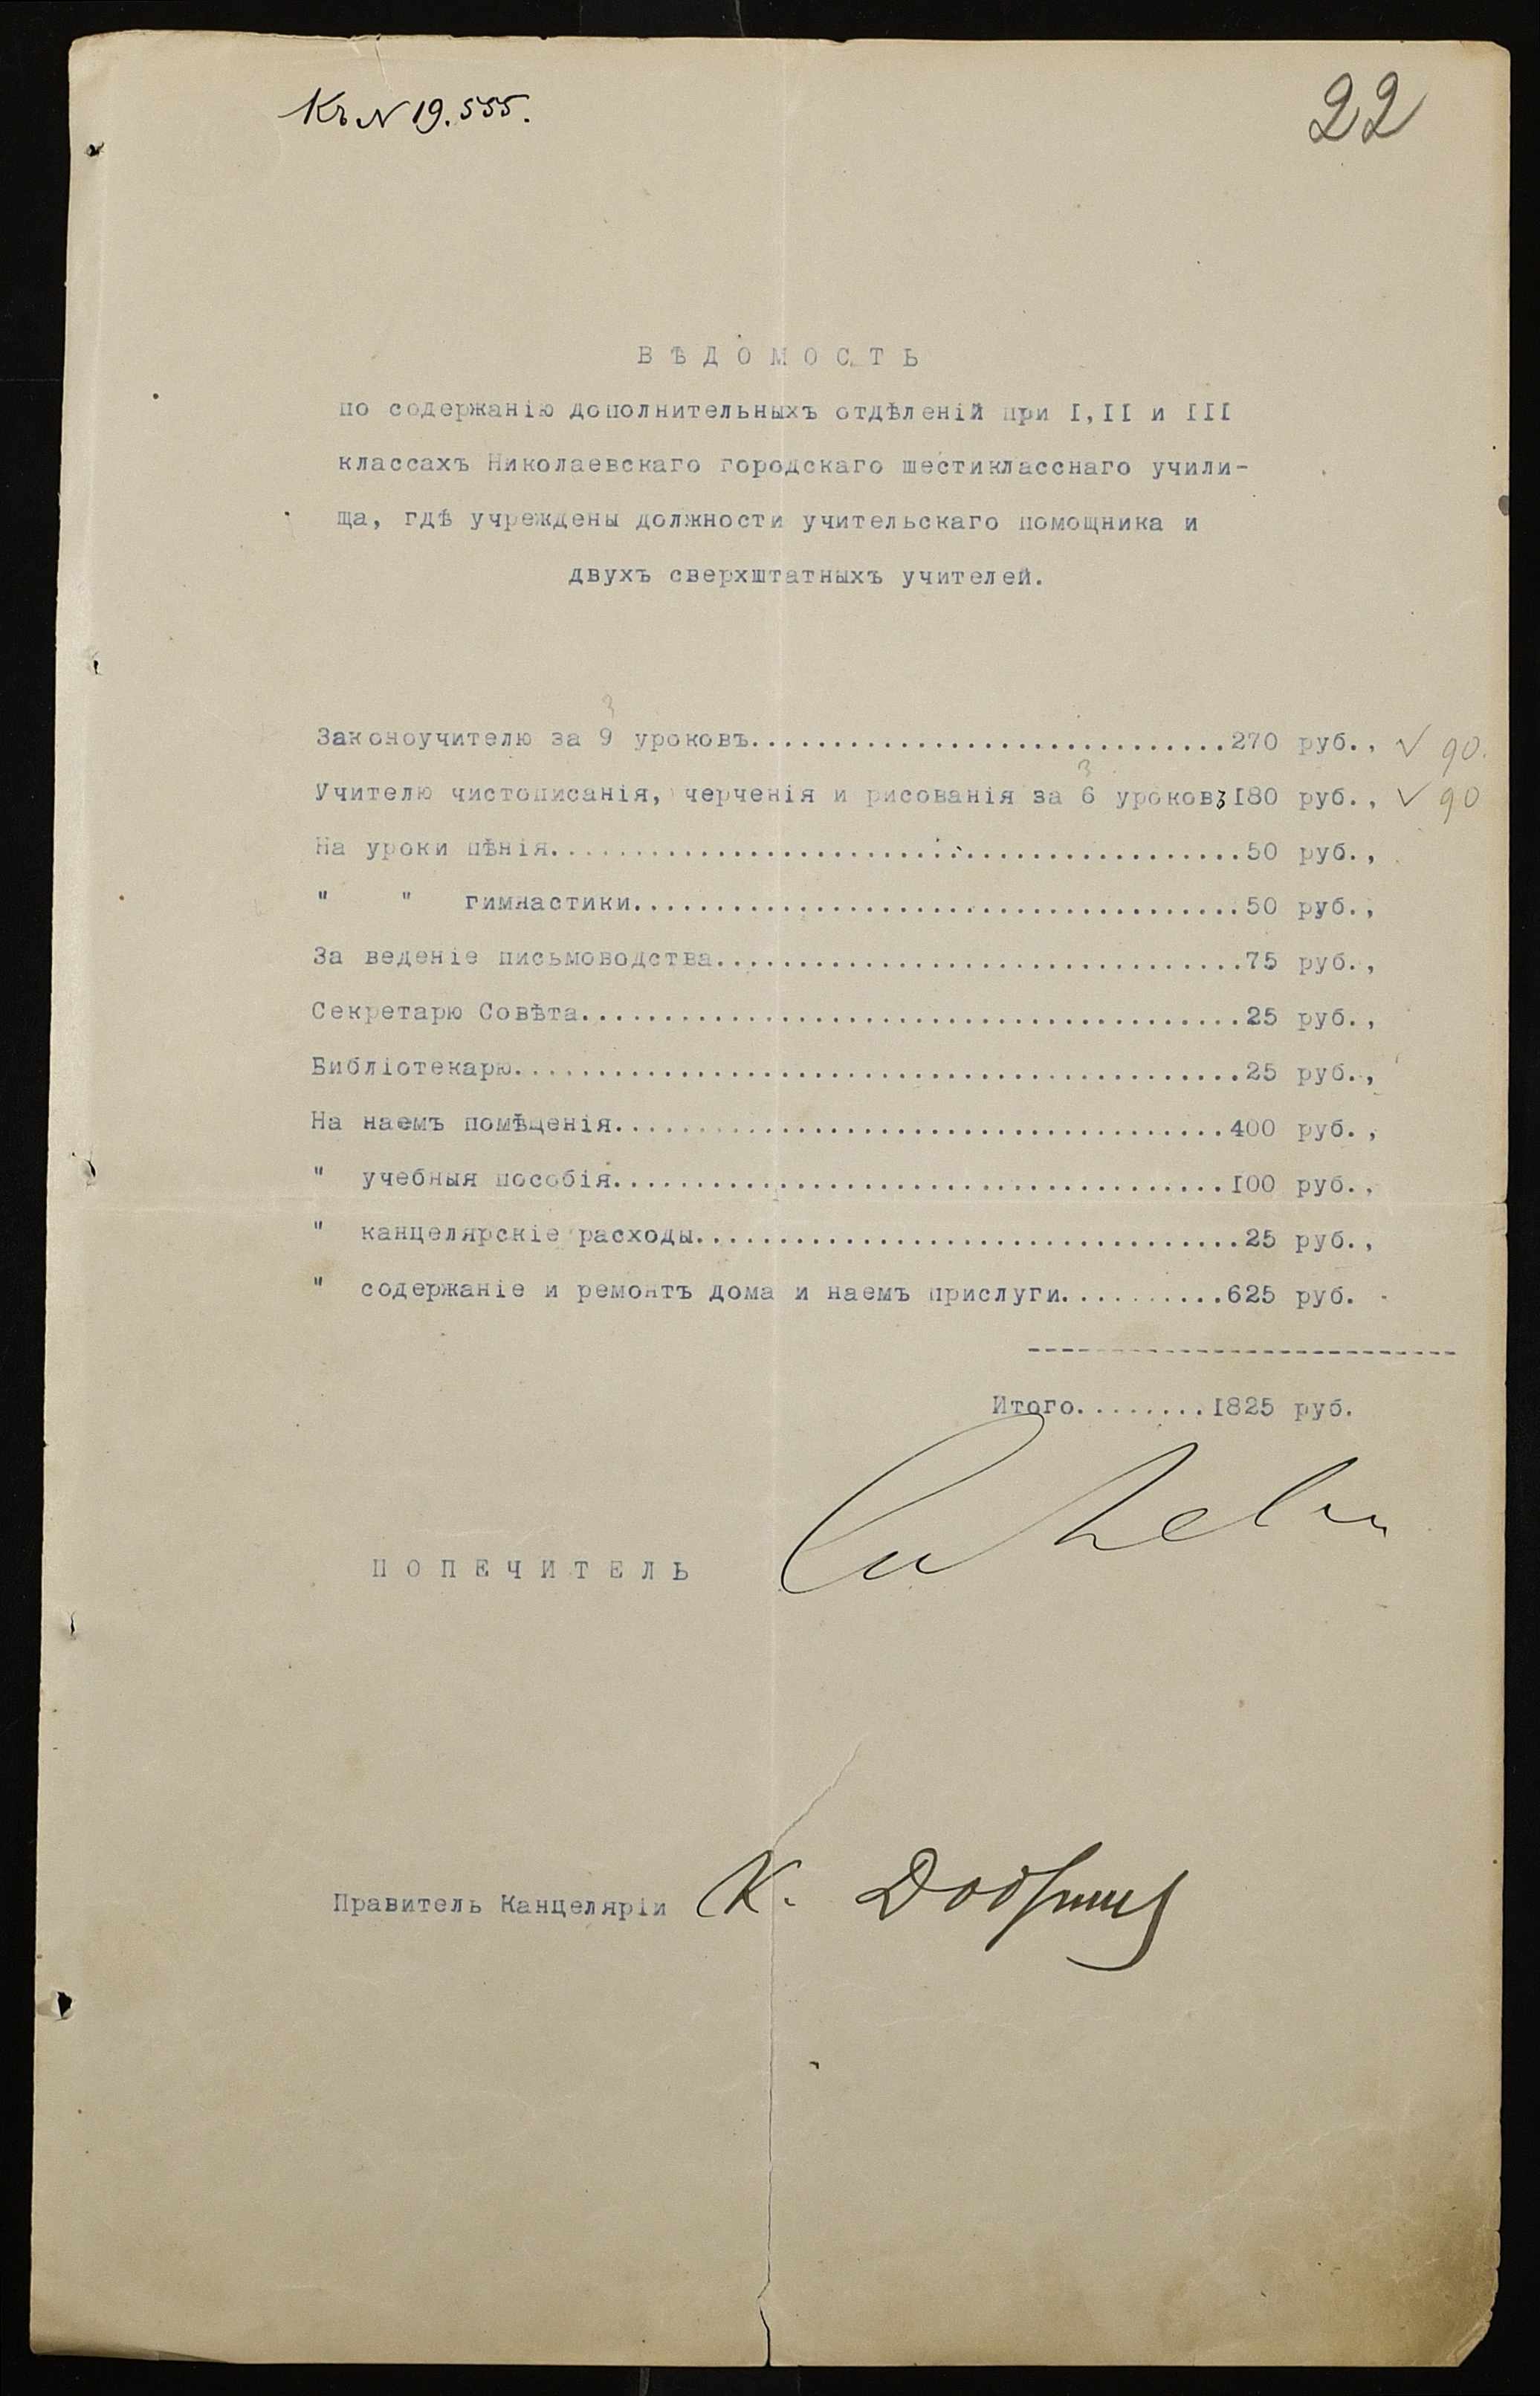 Къ N 19.555.
22
ВѢДОМОСТЬ
по содержанію дополнительныхъ отдѣленій при I, II и III
классахъ Николаевскаго городскаго шестикласснаго учили-
ща, гдѣ учреждены должности учительскаго помощника и
двухъ сверхштатныхъ учителей.
3
Законоучителю за 9 уроковъ.............................270 руб., √ 90.
3
Учителю чистописанія, черченія и рисованія за 6 уроковъ 180 руб., √ 90
На уроки пѣнія..........................................50 руб.,
" " гимнастики.....................................50 руб.,
За веденіе письмоводства................................75 руб.,
Секретарю Совѣта........................................25 руб.,
Библіотекарю............................................25 руб.,
На наемъ помѣщенія.....................................400 руб.,
" учебныя пособія.....................................100 руб.,
" канцелярскіе расходы.................................25 руб.,
" содержаніе и ремонтъ дома и наемъ прислуги..........625 руб.
--------------------------
Итого........1825 руб.
ПОПЕЧИТЕЛЬ
Правитель Канцеляріи К.